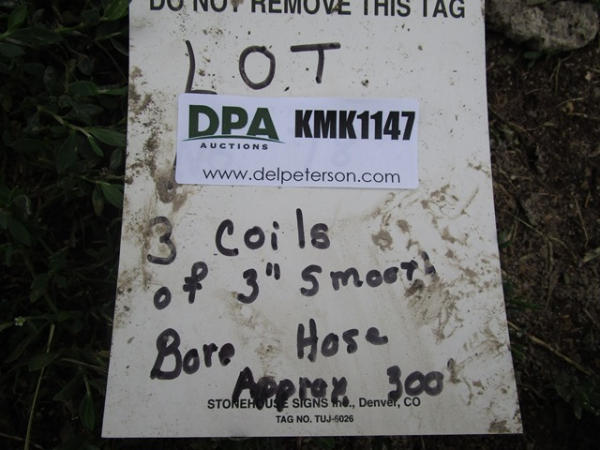 DO NOT REMOVE THIS TAG
LOT
DPA KMK1147
AUCTIONS
www.delpeterson.com
3 Coils
of 3" Smooth
Bore Hose
Approx 300'
STONEHOUSE SIGNS Inc., Denver, CO
TAG NO. TUJ-6026